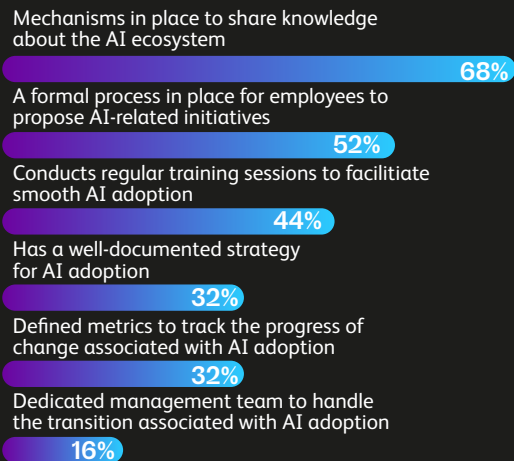 Mechanisms in place to share knowledge
about the AI ecosystem
68%
A formal process in place for employees to
propose AI-related initiatives
52%
Conducts regular training sessions to facilitiate
smooth AI adoption
44%
Has a well-documented strategy
for AI adoption
32%
Defined metrics to track the progress of
change associated with AI adoption
32%
Dedicated management team to handle
the transition associated with AI adoption
16%